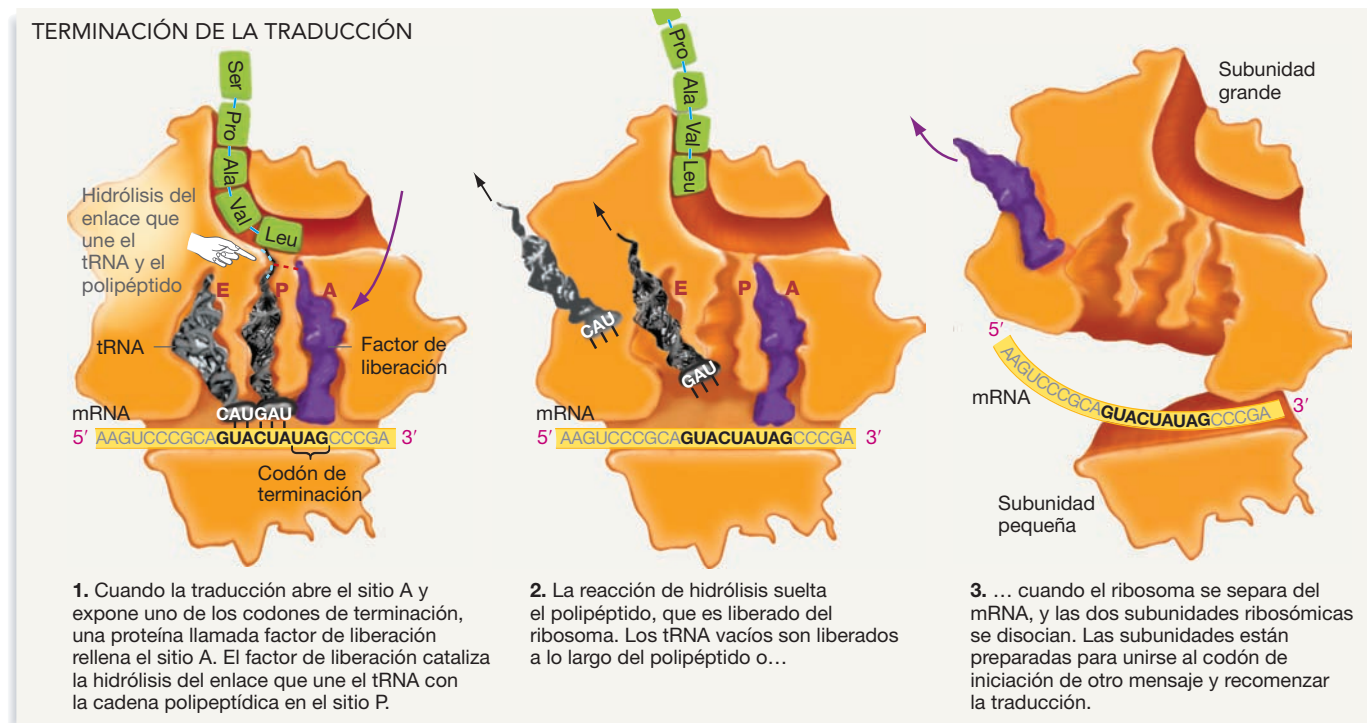 TERMINACIÓN DE LA TRADUCCIÓN
Ser
Pro
Ala
Val
Leu
Hidrólisis del
enlace que
une el
tRNA y el
polipéptido
E P A
tRNA
Factor de
liberación
mRNA
CAUGAU
5′ AAGUCCCGCAGUACUAUAGCCCGA 3′
Codón de
terminación
1. Cuando la traducción abre el sitio A y
expone uno de los codones de terminación,
una proteína llamada factor de liberación
rellena el sitio A. El factor de liberación cataliza
la hidrólisis del enlace que une el tRNA con
la cadena polipeptídica en el sitio P.
Pro
Ala
Val
Leu
E P A
CAU
GAU
mRNA
5′ AAGUCCCGCAGUACUAUAGCCCGA 3′
2. La reacción de hidrólisis suelta
el polipéptido, que es liberado del
ribosoma. Los tRNA vacíos son liberados
a lo largo del polipéptido o…
Subunidad
grande
5′
mRNA
AAGUCCCGCAGUACUAUAGCCCGA
3′
Subunidad
pequeña
3. … cuando el ribosoma se separa del
mRNA, y las dos subunidades ribosómicas
se disocian. Las subunidades están
preparadas para unirse al codón de
iniciación de otro mensaje y recomenzar
la traducción.